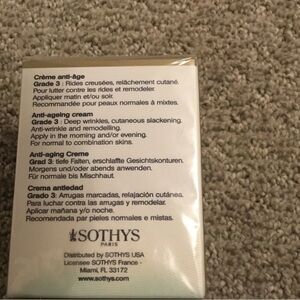 Crème anti-âge
Grade 3 : Rides creusées, relâchement cutané.
Pour lutter contre les rides et remodeler.
Appliquer matin et/ou soir.
Recommandée pour peaux normales à mixtes.
Anti-ageing cream
Grade 3 : Deep wrinkles, cutaneous slackening.
Anti-wrinkle and remodelling.
Apply in the morning and/or evening.
For normal to combination skins.
Anti-aging Creme
Grad 3: tiefe Falten, erschlaffte Gesichtskonturen.
Morgens und/oder abends anwenden.
Für normale bis Mischhaut.
Crema antiedad
Grado 3: Arrugas marcadas, relajación cutánea.
Para luchar contra las arrugas y remodelar.
Aplicar mañana y/o noche.
Recomendada par pieles normales e mistas.
SOTHYS
PARIS
Distributed by SOTHYS USA
Licensee SOTHYS France -
Miami, FL 33172
www.sothys-usa.com